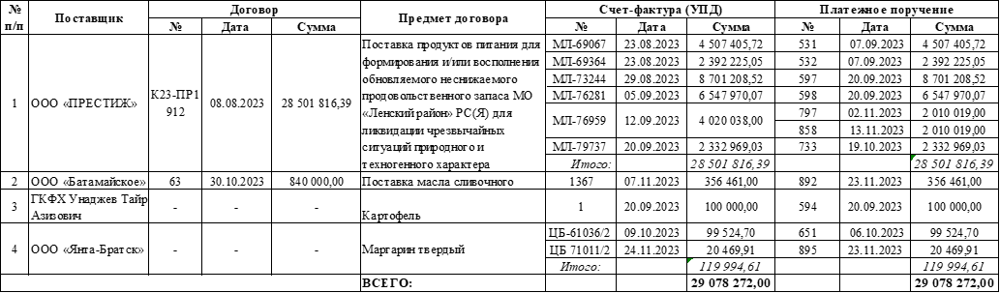 № п/п Поставщик Договор Предмет договора Счет-фактура (УПД) Платежное поручение
№ Дата Сумма № Дата Сумма № Дата Сумма
1 ООО «ПРЕСТИЖ» К23-ПР1 912 08.08.2023 28 501 816,39
Поставка продуктов питания для
формирования и/или восполнения
обновляемого неснижаемого
продовольственного запаса МО
«Ленский район» РС(Я) для
ликвидации чрезвычайных
ситуаций природного и
техногенного характера
МЛ-69067 23.08.2023 4 507 405,72 531 07.09.2023 4 507 405,72
МЛ-69364 23.08.2023 2 392 225,05 532 07.09.2023 2 392 225,05
МЛ-73244 29.08.2023 8 701 208,52 597 20.09.2023 8 701 208,52
МЛ-76281 05.09.2023 6 547 970,07 598 20.09.2023 6 547 970,07
МЛ-76959 12.09.2023 4 020 038,00 797 02.11.2023 2 010 019,00
858 13.11.2023 2 010 019,00
МЛ-79737 20.09.2023 2 332 969,03 733 19.10.2023 2 332 969,03
Итого: 28 501 816,39 28 501 816,39
2 ООО «Батамайское» 63 30.10.2023 840 000,00 Поставка масла сливочного 1367 07.11.2023 356 461,00 892 23.11.2023 356 461,00
3 ГКФХ Унаджев Тайр Азизович - - - Картофель 1 20.09.2023 100 000,00 594 20.09.2023 100 000,00
4 ООО «Янта-Братск» - - - Маргарин твердый ЦБ-61036/2 09.10.2023 99 524,70 651 06.10.2023 99 524,70
ЦБ 71011/2 24.11.2023 20 469,91 895 23.11.2023 20 469,91
Итого: 119 994,61 119 994,61
ВСЕГО: 29 078 272,00 29 078 272,00